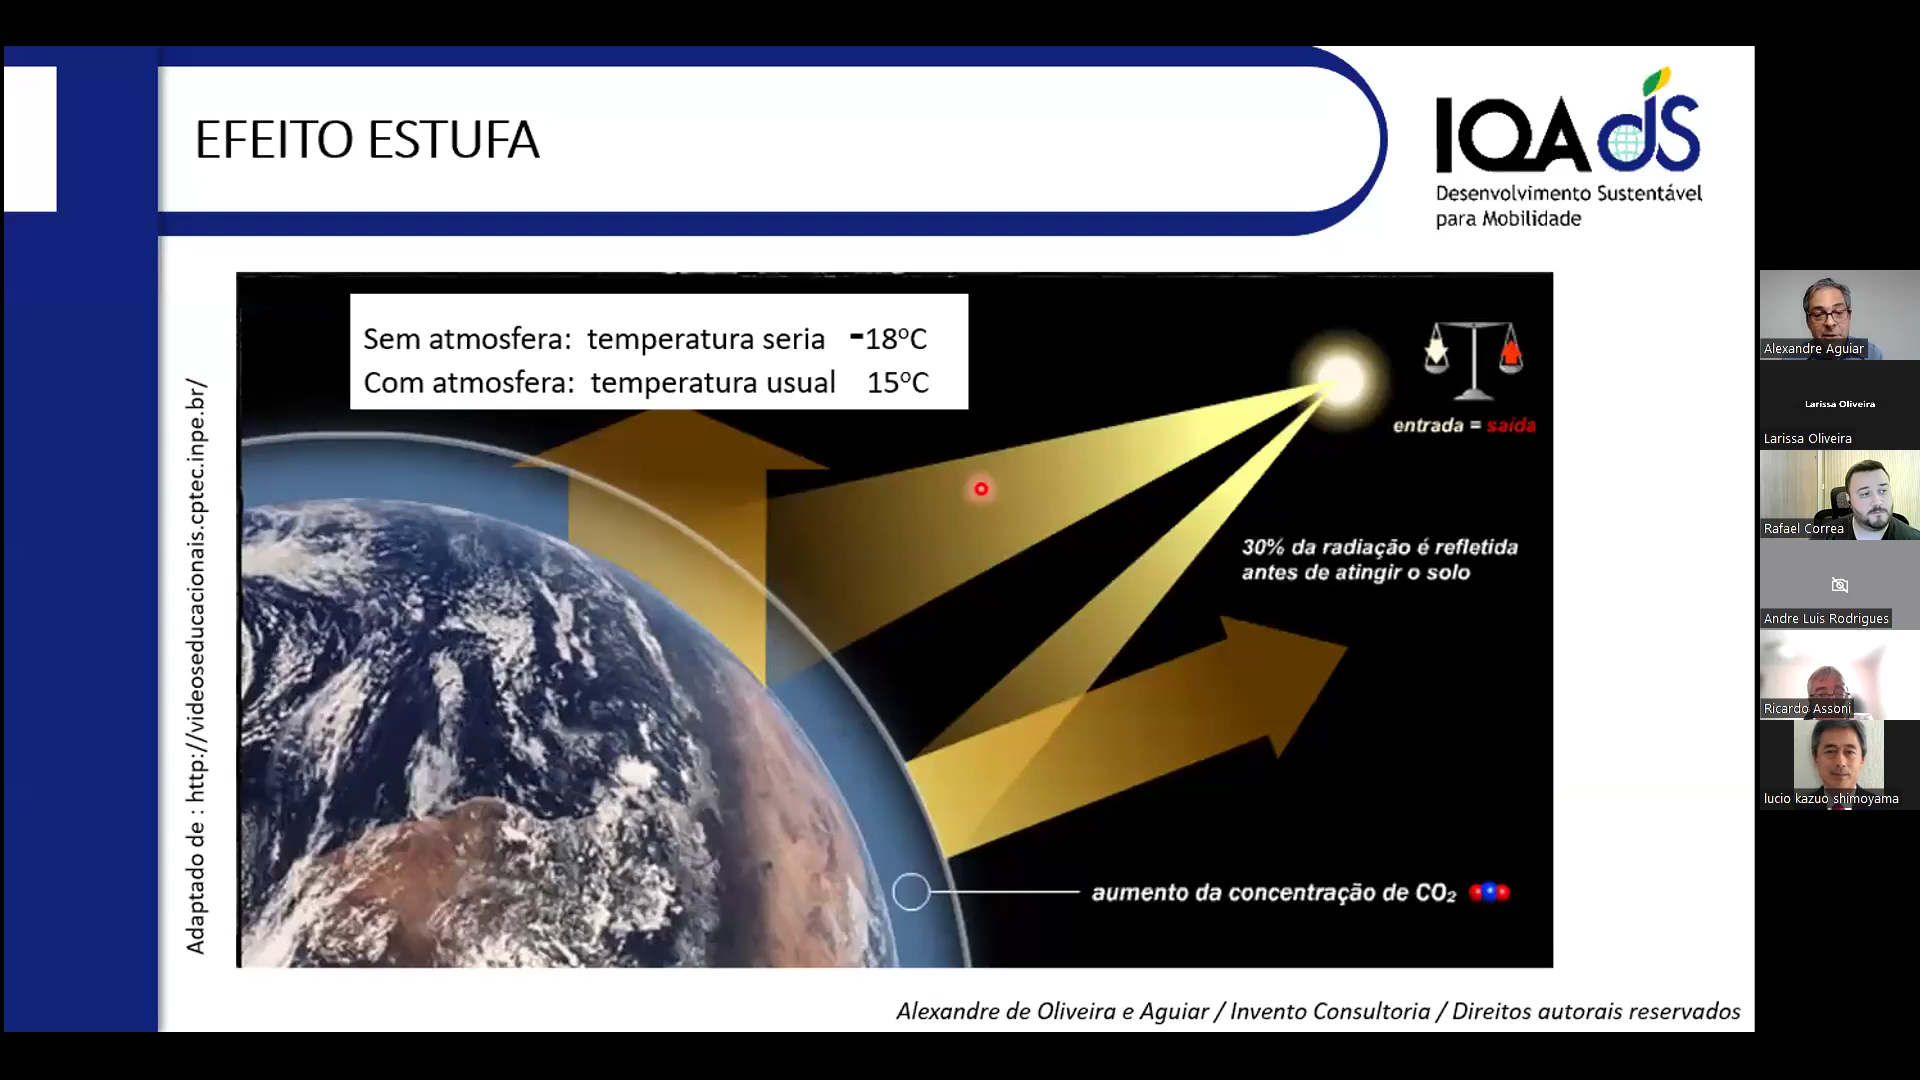 EFEITO ESTUFA
IQAdS
Desenvolvimento Sustentável
para Mobilidade
Adaptado de : http://videoseducacionais.cptec.inpe.br/
Sem atmosfera: temperatura seria -18ºC
Com atmosfera: temperatura usual 15ºC
entrada = saída
30% da radiação é refletida
antes de atingir o solo
aumento da concentração de CO₂
Alexandre de Oliveira e Aguiar / Invento Consultoria / Direitos autorais reservados
Alexandre Aguiar
Larissa Oliveira
Larissa Oliveira
Rafael Correa
Andre Luis Rodrigues
Ricardo Assoni
lucio kazuo shimoyama